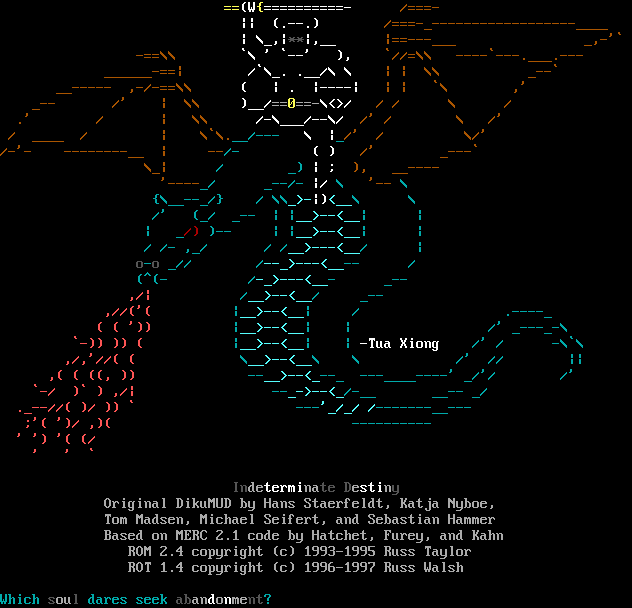 -Tua Xiong
Indeterminate Destiny
Original DikuMUD by Hans Staerfeldt, Katja Nyboe,
Tom Madsen, Michael Seifert, and Sebastian Hammer
Based on MERC 2.1 code by Hatchet, Furey, and Kahn
ROM 2.4 copyright (c) 1993-1995 Russ Taylor
ROT 1.4 copyright (c) 1996-1997 Russ Walsh
Which soul dares seek abandonment?